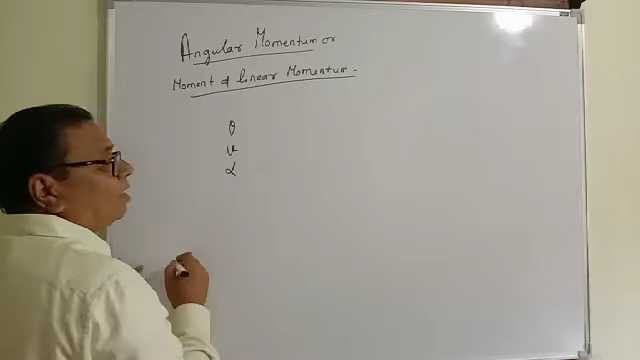 Angular Momentum or
Moment of linear Momentum -
θ
α